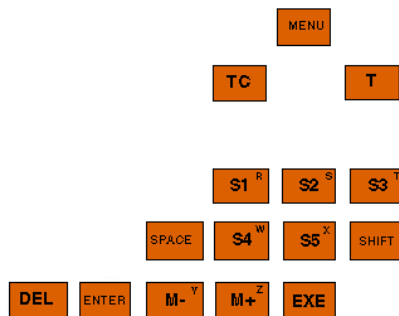 MENU
TC T
S1 R S2 S S3 T
SPACE S4 W S5 X SHIFT
DEL ENTER M- Y M+ Z EXE